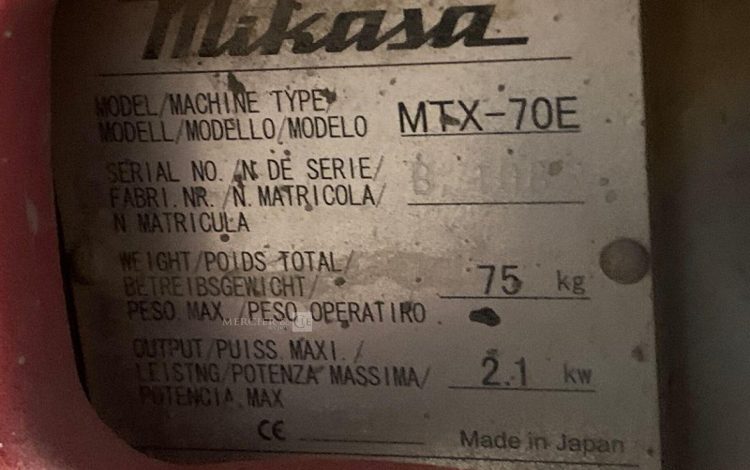 Mikasa
MODEL/MACHINE TYPE/
MODELL/MODELLO/MODELO MTX-70E
SERIAL NO./N DE SERIE/
FABRI.NR./N.MATRICOLA/
N MATRICULA
WEIGHT/POIDS TOTAL/
BETREIBSGEWICHT/ 75 kg
PESO.MAX./PESO OPERATIRO
OUTPUT/PUISS.MAXI./
LEISTNG/POTENZA MASSIMA/ 2.1 kw
POTENCIA.MAX
CE
Made in Japan